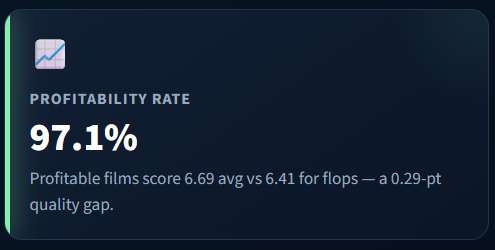 PROFITABILITY RATE
97.1%
Profitable films score 6.69 avg vs 6.41 for flops — a 0.29-pt
quality gap.